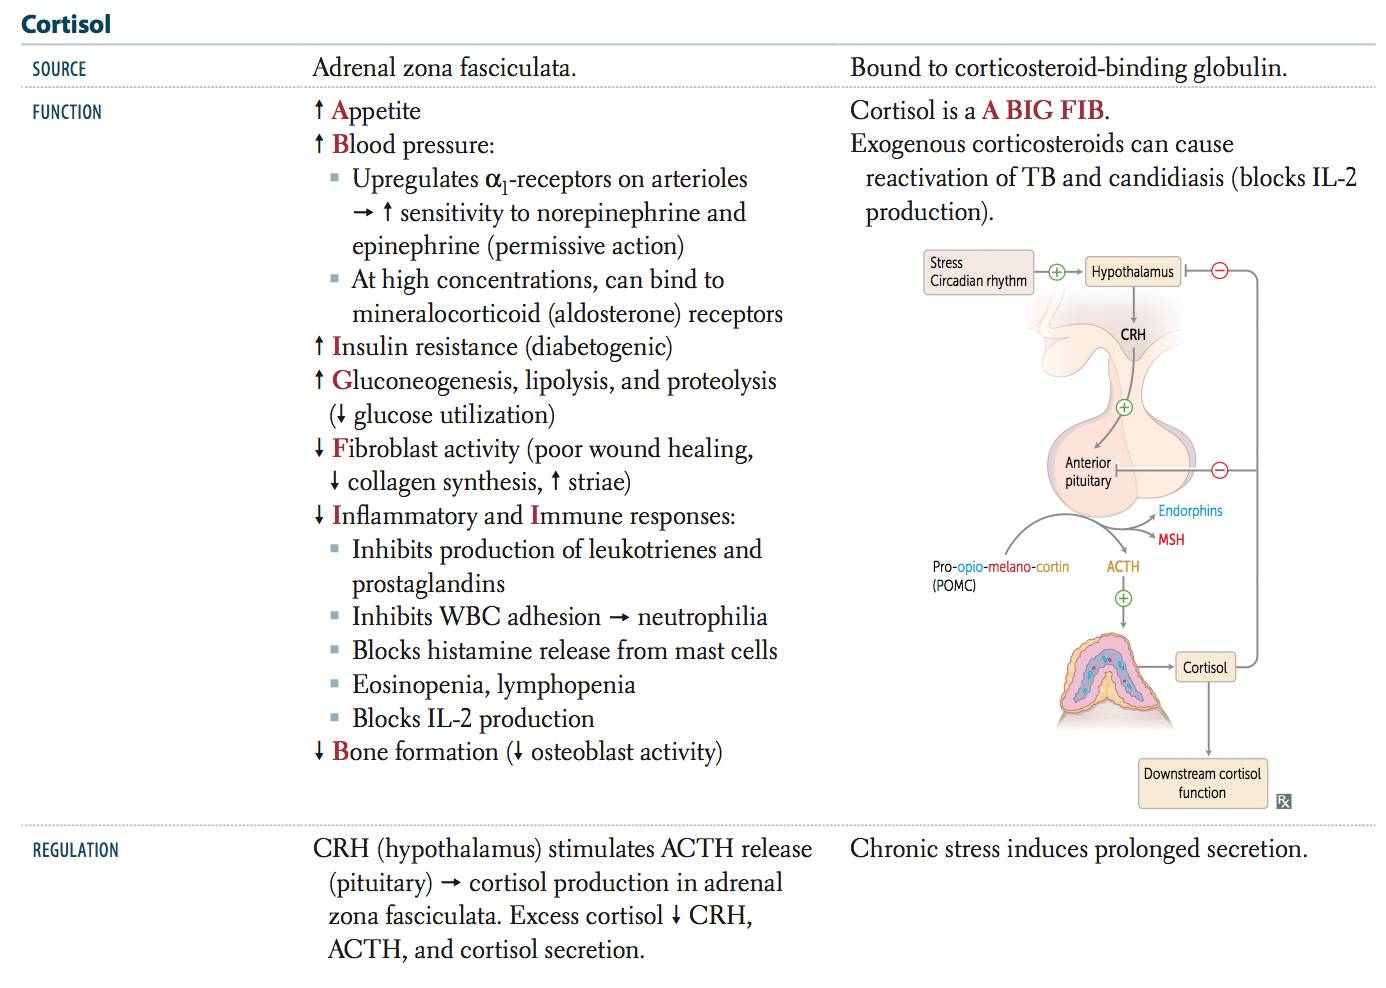 Cortisol
SOURCE
Adrenal zona fasciculata.
Bound to corticosteroid-binding globulin.
FUNCTION
↑ Appetite
↑ Blood pressure:
▪ Upregulates α₁-receptors on arterioles
→ ↑ sensitivity to norepinephrine and
epinephrine (permissive action)
▪ At high concentrations, can bind to
mineralocorticoid (aldosterone) receptors
↑ Insulin resistance (diabetogenic)
↑ Gluconeogenesis, lipolysis, and proteolysis
(↓ glucose utilization)
↓ Fibroblast activity (poor wound healing,
↓ collagen synthesis, ↑ striae)
↓ Inflammatory and Immune responses:
▪ Inhibits production of leukotrienes and
prostaglandins
▪ Inhibits WBC adhesion → neutrophilia
▪ Blocks histamine release from mast cells
▪ Eosinopenia, lymphopenia
▪ Blocks IL-2 production
↓ Bone formation (↓ osteoblast activity)
Cortisol is a A BIG FIB.
Exogenous corticosteroids can cause
reactivation of TB and candidiasis (blocks IL-2
production).
Stress
Circadian rhythm
+
Hypothalamus
−
CRH
+
Anterior
pituitary
−
Endorphins
MSH
Pro-opio-melano-cortin
(POMC)
ACTH
+
Cortisol
Downstream cortisol
function
Rx
REGULATION
CRH (hypothalamus) stimulates ACTH release
(pituitary) → cortisol production in adrenal
zona fasciculata. Excess cortisol ↓ CRH,
ACTH, and cortisol secretion.
Chronic stress induces prolonged secretion.